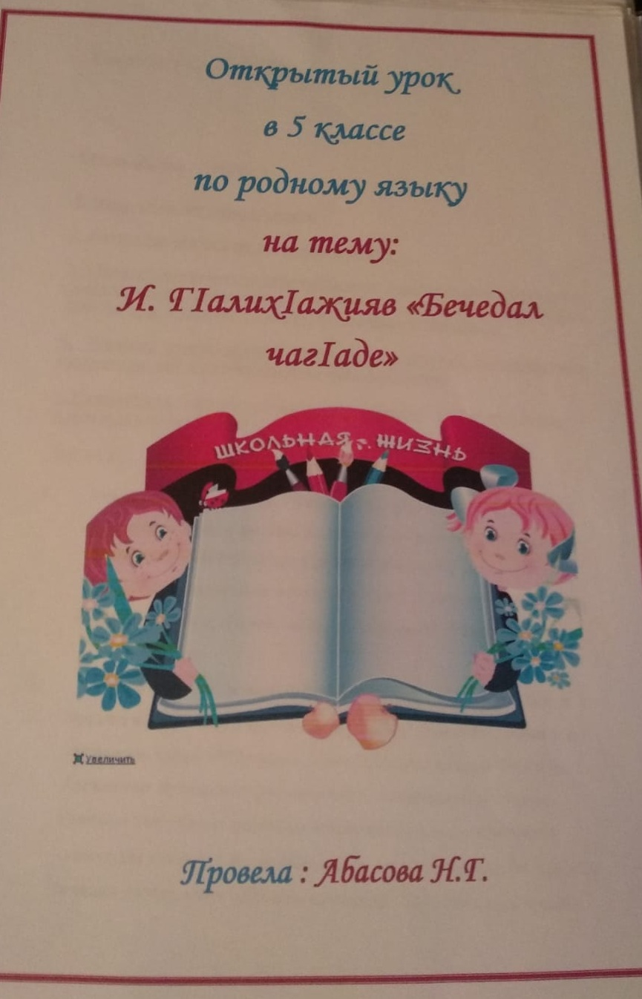 Открытый урок
в 5 классе
по родному языку
на тему:
И. ГІалихІажияв «Бечедал
чагІаде»
ШКОЛЬНАЯ ЖИЗНЬ
Увеличить
Провела : Абасова Н.Г.